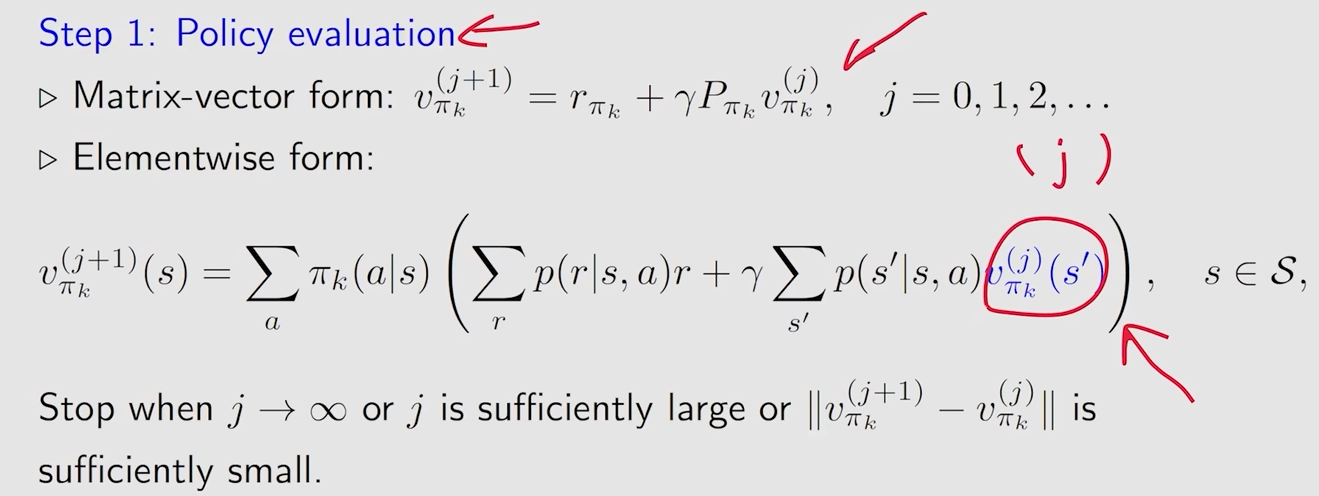 Step 1: Policy evaluation
▷ Matrix-vector form: $v_{\pi_k}^{(j+1)} = r_{\pi_k} + \gamma P_{\pi_k} v_{\pi_k}^{(j)}, \quad j = 0, 1, 2, \ldots$
▷ Elementwise form:
(j)
$v_{\pi_k}^{(j+1)}(s) = \sum_a \pi_k(a|s) \left( \sum_r p(r|s,a)r + \gamma \sum_{s'} p(s'|s,a) v_{\pi_k}^{(j)}(s') \right), \quad s \in \mathcal{S},$
Stop when $j \to \infty$ or $j$ is sufficiently large or $\|v_{\pi_k}^{(j+1)} - v_{\pi_k}^{(j)}\|$ is
sufficiently small.